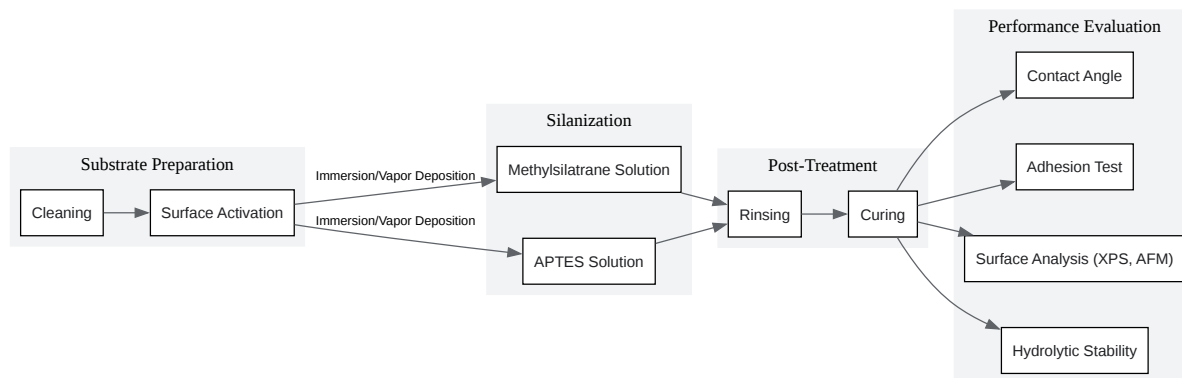 Substrate Preparation
Cleaning
Surface Activation
Immersion/Vapor Deposition
Immersion/Vapor Deposition
Silanization
Methylsilatrane Solution
APTES Solution
Post-Treatment
Rinsing
Curing
Performance Evaluation
Contact Angle
Adhesion Test
Surface Analysis (XPS, AFM)
Hydrolytic Stability